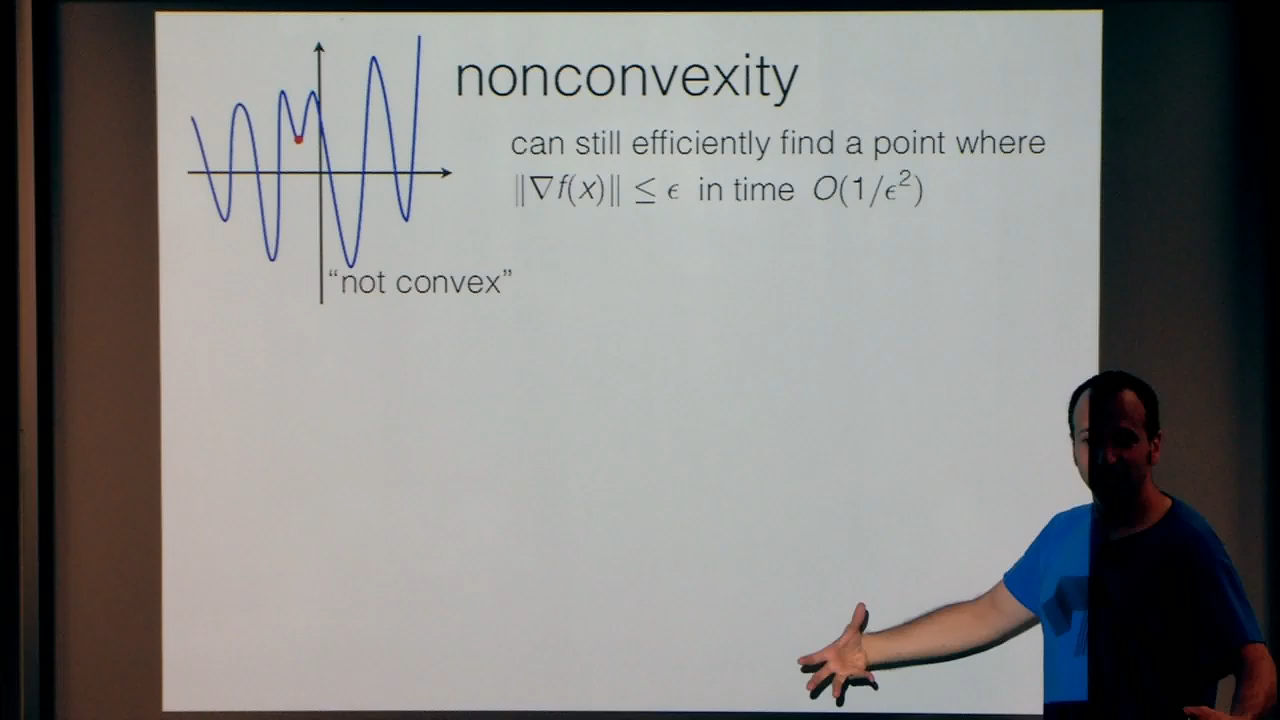 nonconvexity
can still efficiently find a point where
‖∇f(x)‖ ≤ ϵ in time O(1/ϵ²)
“not convex”